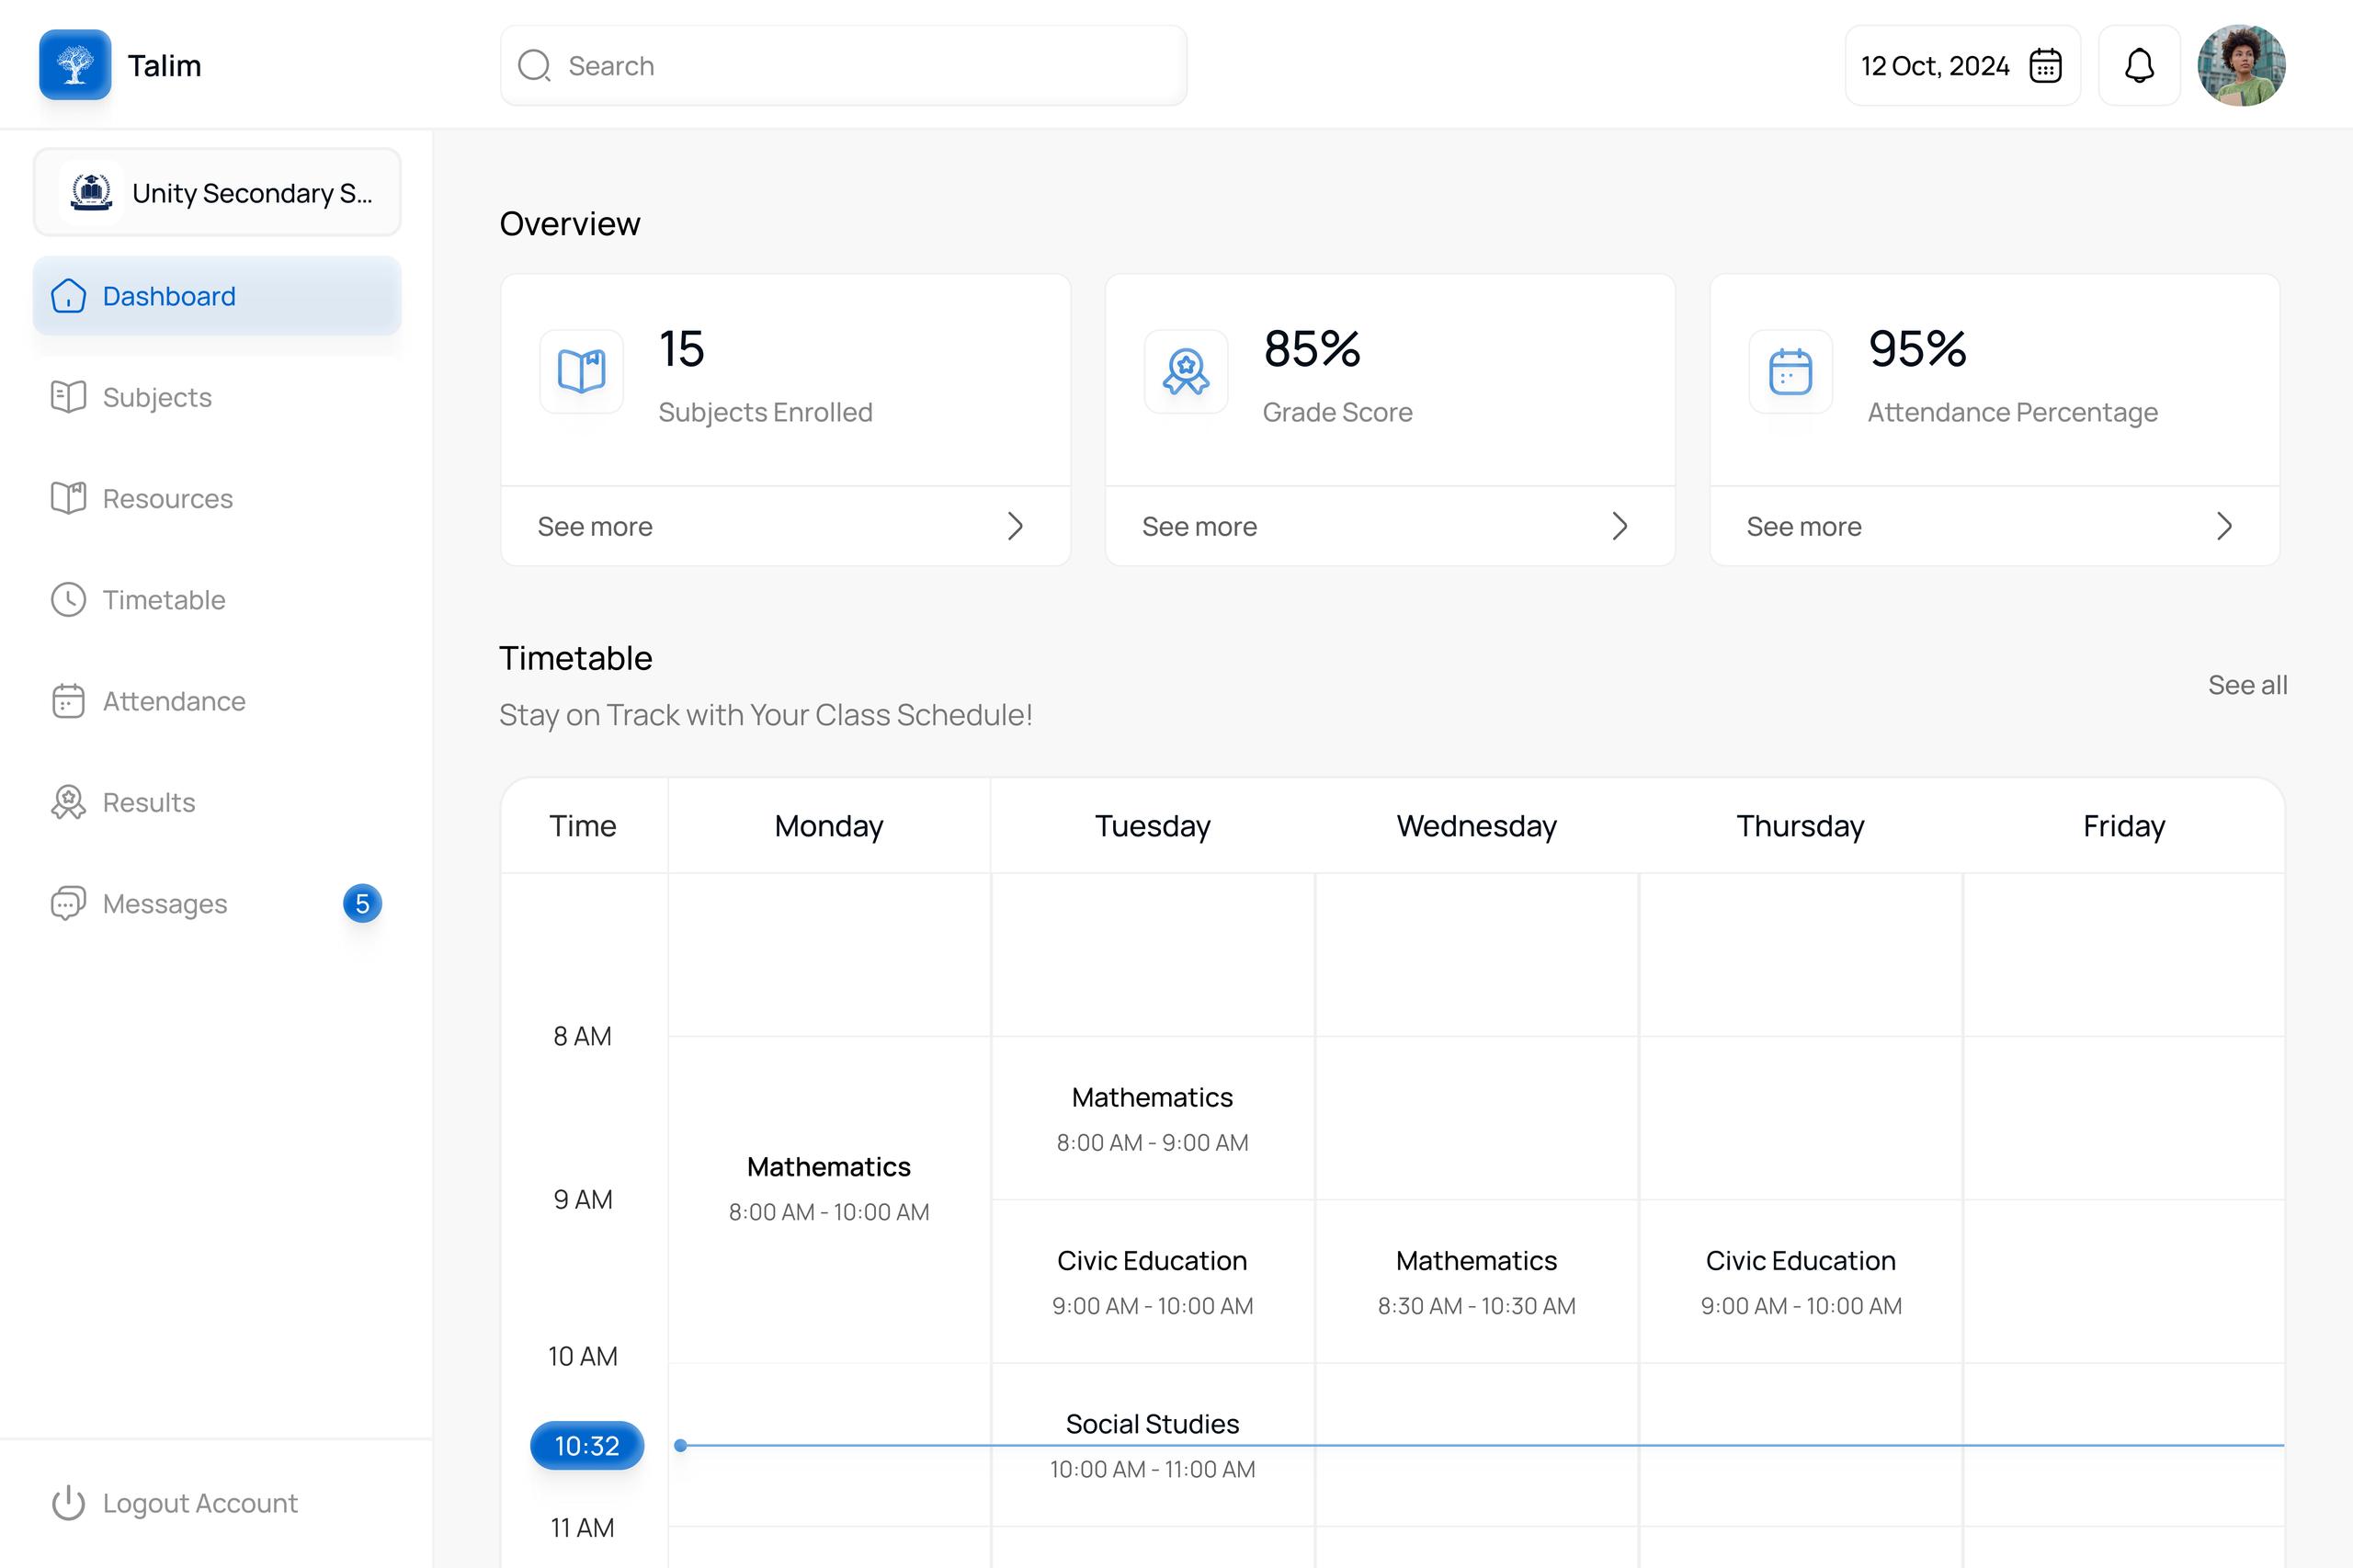 Talim
Search
12 Oct, 2024
Unity Secondary S...
Dashboard
Subjects
Resources
Timetable
Attendance
Results
Messages
5
Logout Account
Overview
15
Subjects Enrolled
See more
85%
Grade Score
See more
95%
Attendance Percentage
See more
Timetable
Stay on Track with Your Class Schedule!
See all
Time
Monday
Tuesday
Wednesday
Thursday
Friday
8 AM
Mathematics
8:00 AM - 9:00 AM
Mathematics
8:00 AM - 10:00 AM
9 AM
Civic Education
9:00 AM - 10:00 AM
Mathematics
8:30 AM - 10:30 AM
Civic Education
9:00 AM - 10:00 AM
10 AM
Social Studies
10:00 AM - 11:00 AM
10:32
11 AM